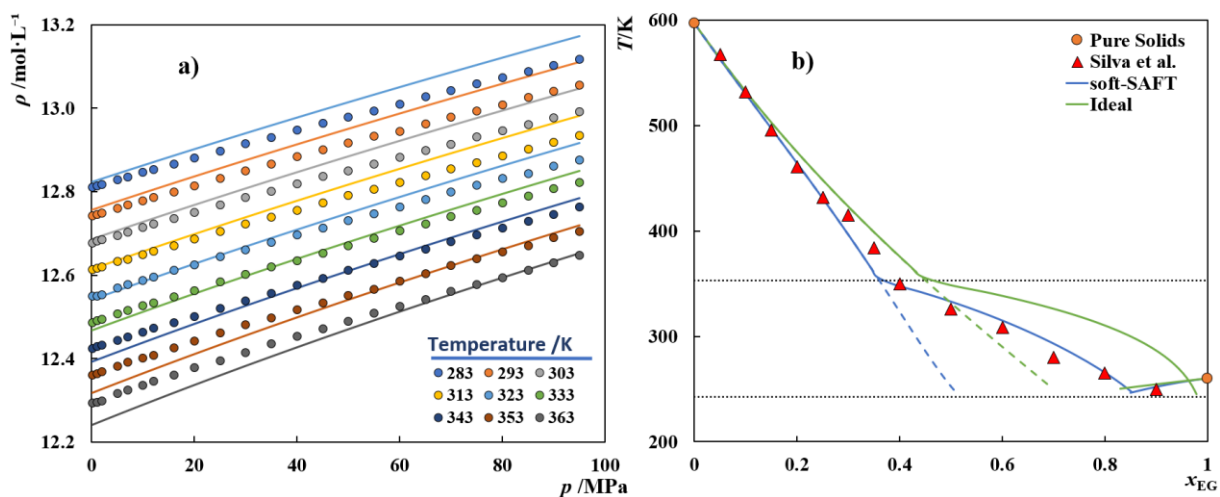 13.2
13.0
12.8
12.6
12.4
12.2
ρ /mol·L⁻¹
a)
Temperature /K
283 293 303
313 323 333
343 353 363
0 20 40 60 80 100
p /MPa
600
500
400
300
200
T/K
b)
Pure Solids
Silva et al.
soft-SAFT
Ideal
0 0.2 0.4 0.6 0.8 1
xEG